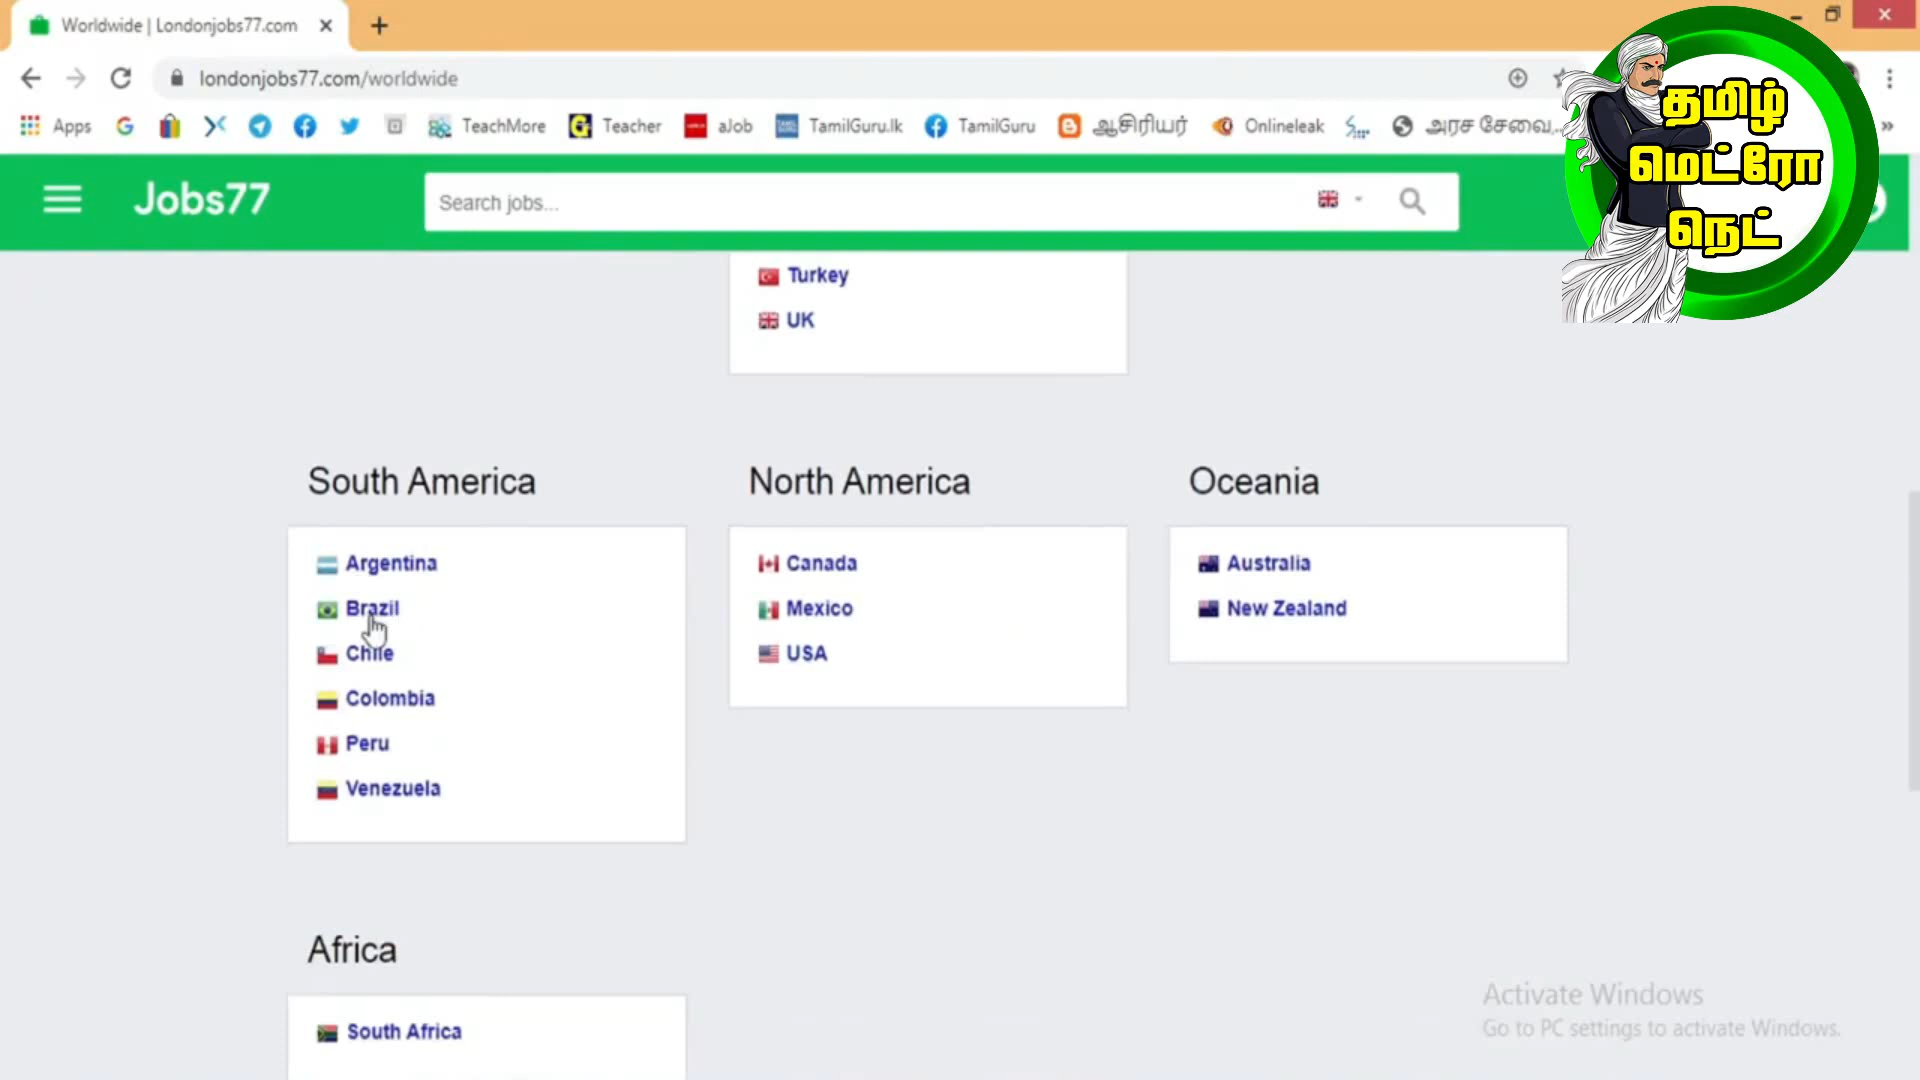 Worldwide | Londonjobs77.com
londonjobs77.com/worldwide
Apps
TeachMore
Teacher
aJob
TamilGuru.lk
TamilGuru
ஆசிரியர்
Onlineleak
அரச சேவை...
தமிழ்
மெட்ரோ
நெட்
Jobs77
Search jobs...
Turkey
UK
South America
North America
Oceania
Argentina
Canada
Australia
Brazil
Mexico
New Zealand
Chile
USA
Colombia
Peru
Venezuela
Africa
South Africa
Activate Windows
Go to PC settings to activate Windows.